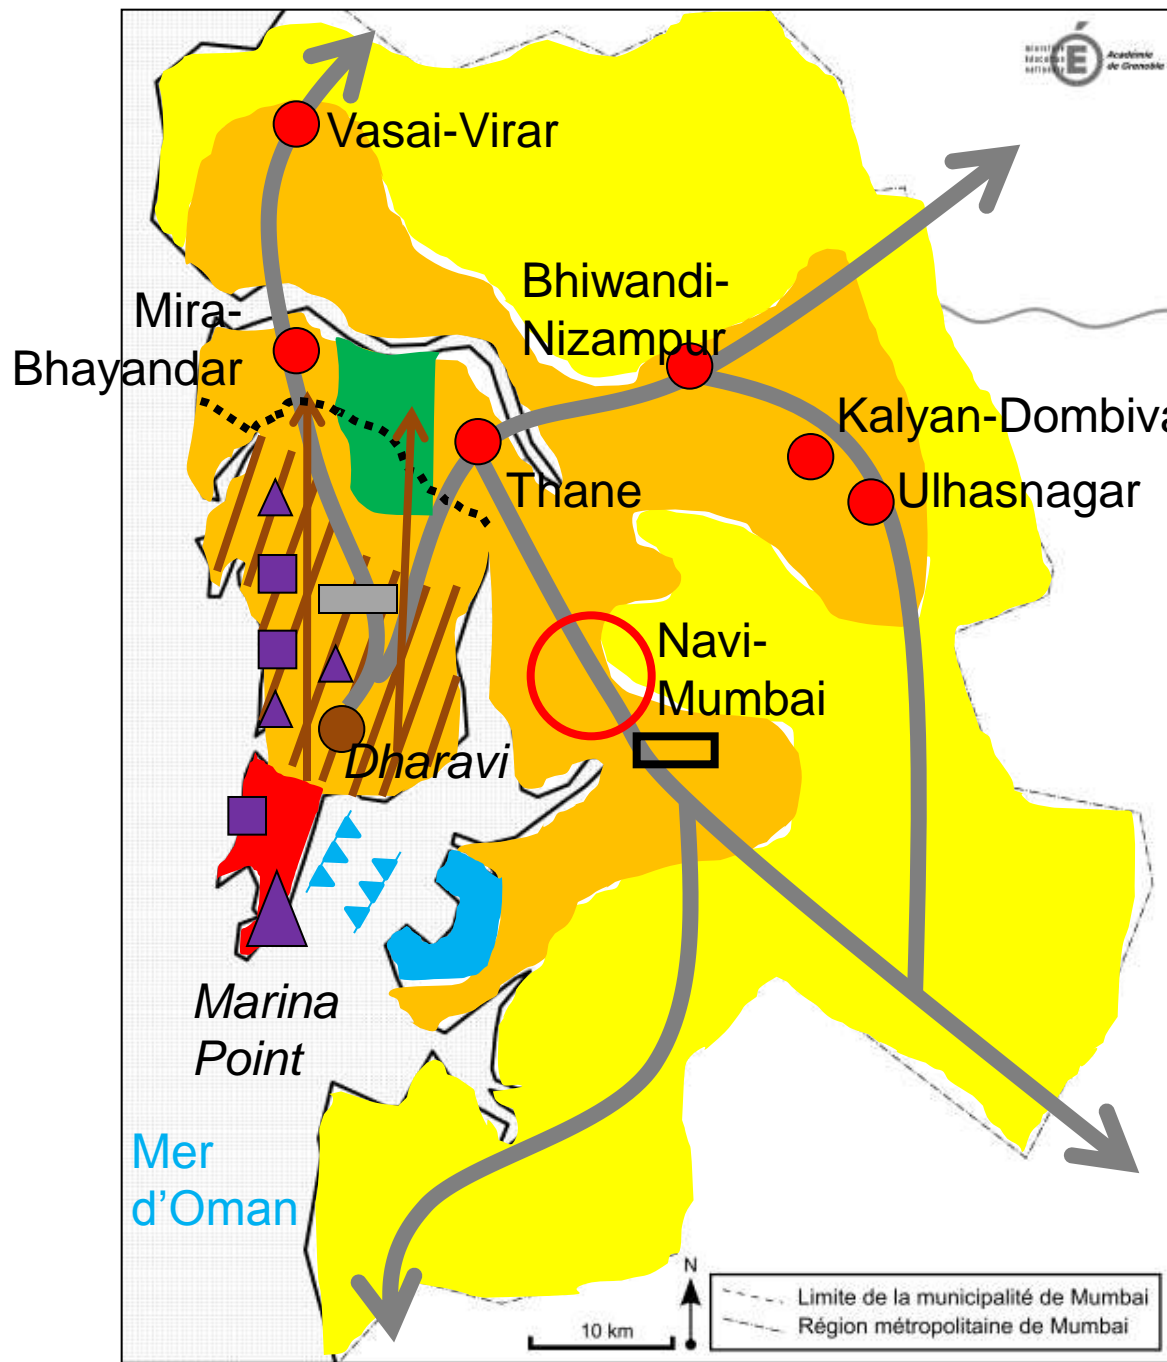 Académie
de Grenoble
Vasai-Virar
Bhiwandi-
Nizampur
Mira-
Bhayandar
Kalyan-Dombiva
Thane
Ulhasnagar
Navi-
Mumbai
Dharavi
Marina
Point
Mer
d’Oman
N
10 km
Limite de la municipalité de Mumbai
Région métropolitaine de Mumbai